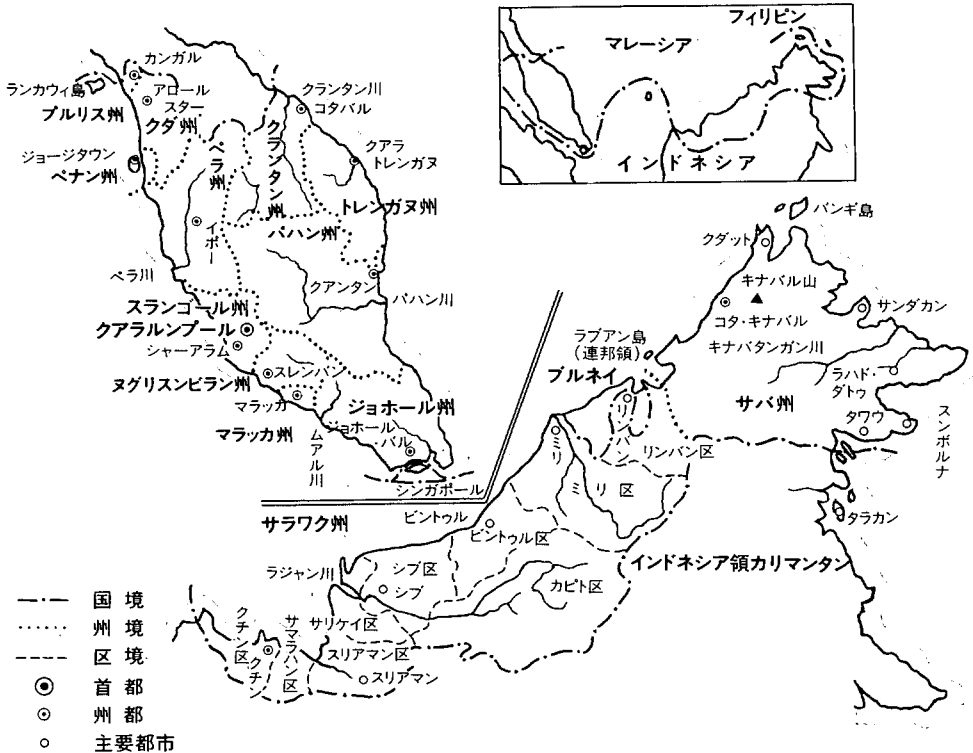 カンガル
ランカウィ島
アロール
スター
プルリス州
クダ州
ジョージタウン
ペナン州
ペラ州
クランタン州
クランタン川
コタバル
クアラ
トレンガヌ
トレンガヌ州
パハン州
イポー
ペラ川
クアンタン
パハン川
スランゴール州
クアラルンプール
シャーアラム
スレンバン
ヌグリスンビラン州
マラッカ
マラッカ州
ムアル川
ジョホール州
ジョホール
バル
シンガポール
フィリピン
マレーシア
インドネシア
バンギ島
クダット
キナバル山
コタ・キナバル
サンダカン
キナバタンガン川
ラブアン島
(連邦領)
ブルネイ
ラハド・
ダトゥ
サバ州
タワウ
スンポルナ
リンバン
リンバン区
ミリ
ミリ区
タラカン
サラワク州
ビントゥル
ビントゥル区
インドネシア領カリマンタン
ラジャン川
シブ区
シブ
カピト区
サリケイ区
クチン区
クチン
サマラハン区
スリアマン区
スリアマン
国境
州境
区境
首都
州都
主要都市